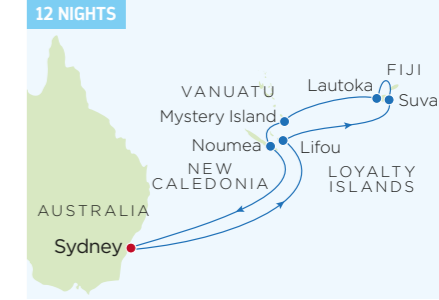 12 NIGHTS
FIJI
VANUATU
Lautoka
Suva
Mystery Island
Noumea
Lifou
NEW
CALEDONIA
LOYALTY
ISLANDS
AUSTRALIA
Sydney